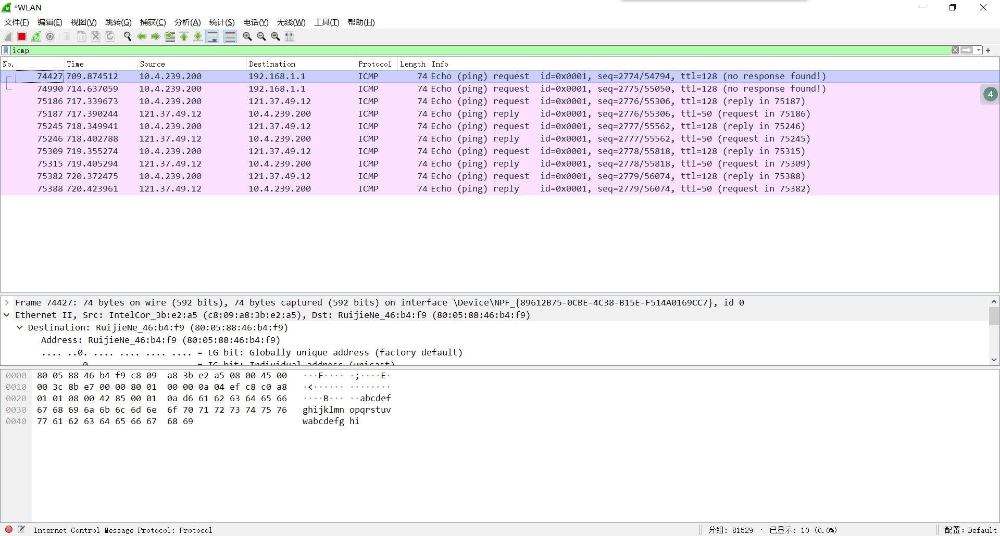 *WLAN
文件(F) 编辑(E) 视图(V) 跳转(G) 捕获(C) 分析(A) 统计(S) 电话(Y) 无线(W) 工具(T) 帮助(H)
icmp
No. Time Source Destination Protocol Length Info
74427 709.874512 10.4.239.200 192.168.1.1 ICMP 74 Echo (ping) request id=0x0001, seq=2774/54794, ttl=128 (no response found!)
74990 714.637059 10.4.239.200 192.168.1.1 ICMP 74 Echo (ping) request id=0x0001, seq=2775/55050, ttl=128 (no response found!)
4
75186 717.339673 10.4.239.200 121.37.49.12 ICMP 74 Echo (ping) request id=0x0001, seq=2776/55306, ttl=128 (reply in 75187)
75187 717.390244 121.37.49.12 10.4.239.200 ICMP 74 Echo (ping) reply id=0x0001, seq=2776/55306, ttl=50 (request in 75186)
75245 718.349941 10.4.239.200 121.37.49.12 ICMP 74 Echo (ping) request id=0x0001, seq=2777/55562, ttl=128 (reply in 75246)
75246 718.402788 121.37.49.12 10.4.239.200 ICMP 74 Echo (ping) reply id=0x0001, seq=2777/55562, ttl=50 (request in 75245)
75309 719.355274 10.4.239.200 121.37.49.12 ICMP 74 Echo (ping) request id=0x0001, seq=2778/55818, ttl=128 (reply in 75315)
75315 719.405294 121.37.49.12 10.4.239.200 ICMP 74 Echo (ping) reply id=0x0001, seq=2778/55818, ttl=50 (request in 75309)
75382 720.372475 10.4.239.200 121.37.49.12 ICMP 74 Echo (ping) request id=0x0001, seq=2779/56074, ttl=128 (reply in 75388)
75388 720.423961 121.37.49.12 10.4.239.200 ICMP 74 Echo (ping) reply id=0x0001, seq=2779/56074, ttl=50 (request in 75382)
Frame 74427: 74 bytes on wire (592 bits), 74 bytes captured (592 bits) on interface \Device\NPF_{89612B75-0CBE-4C38-B15E-F514A0169CC7}, id 0
Ethernet II, Src: IntelCor_3b:e2:a5 (c8:09:a8:3b:e2:a5), Dst: RuijieNe_46:b4:f9 (80:05:88:46:b4:f9)
Destination: RuijieNe_46:b4:f9 (80:05:88:46:b4:f9)
Address: RuijieNe_46:b4:f9 (80:05:88:46:b4:f9)
.... ..0. .... .... .... .... = LG bit: Globally unique address (factory default)
0 = IG bit: Individual address (unicast)
0000 80 05 88 46 b4 f9 c8 09 a8 3b e2 a5 08 00 45 00 ···F···· ·;····E·
0010 00 3c 8b e7 00 00 80 01 00 00 0a 04 ef c8 c0 a8 ·<······ ········
0020 01 01 08 00 42 85 00 01 0a d6 61 62 63 64 65 66 ····B··· ··abcdef
0030 67 68 69 6a 6b 6c 6d 6e 6f 70 71 72 73 74 75 76 ghijklmn opqrstuv
0040 77 61 62 63 64 65 66 67 68 69 wabcdefg hi
Internet Control Message Protocol: Protocol 分组: 81529 · 已显示: 10 (0.0%) 配置: Default